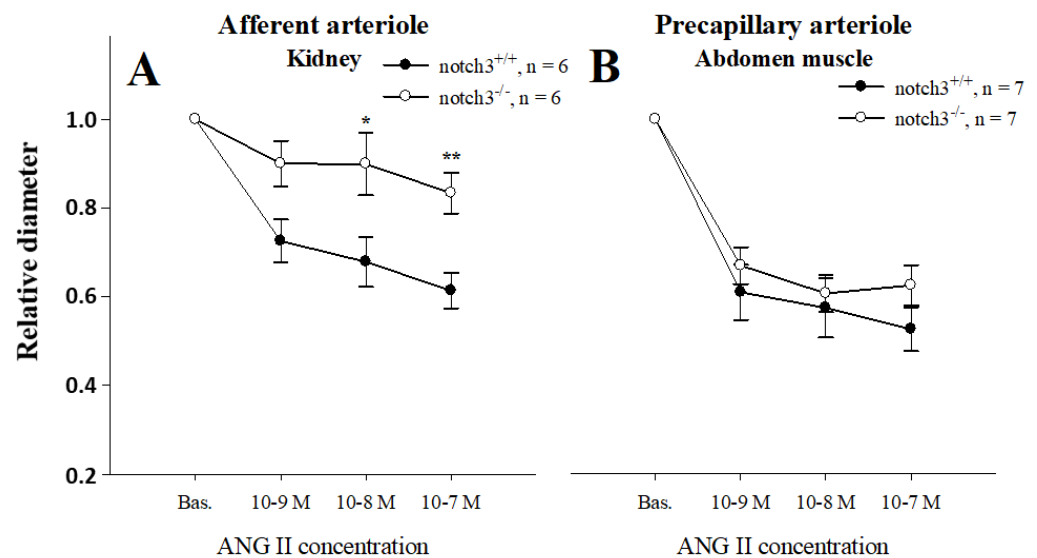 Afferent arteriole
Kidney
A
notch3+/+, n = 6
notch3-/-, n = 6
Precapillary arteriole
Abdomen muscle
B
notch3+/+, n = 7
notch3-/-, n = 7
Relative diameter
1.0
0.8
0.6
0.4
0.2
*
**
Bas. 10-9 M 10-8 M 10-7 M
ANG II concentration
Bas. 10-9 M 10-8 M 10-7 M
ANG II concentration